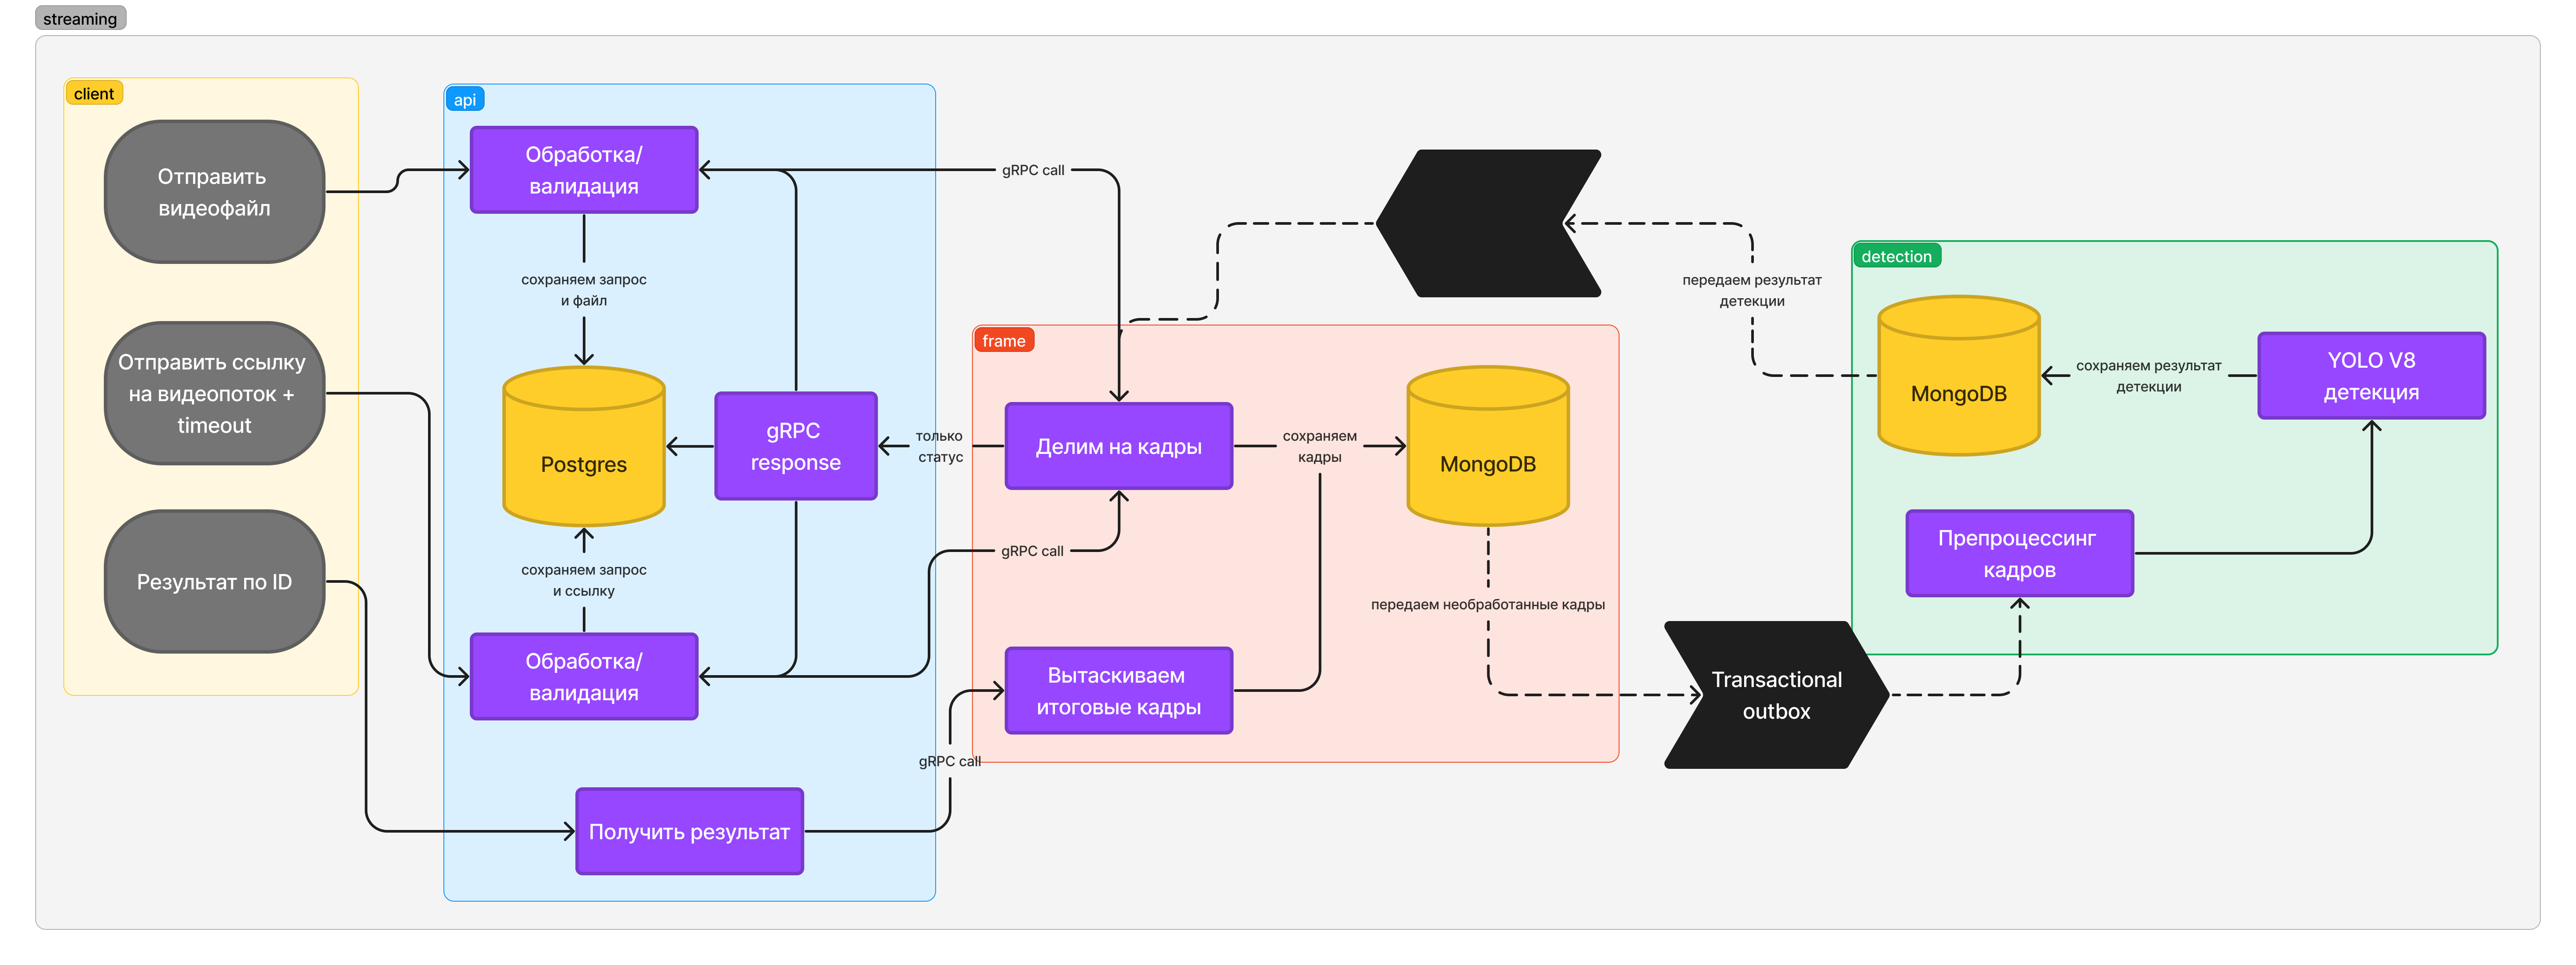 streaming
client
Отправить
видеофайл
Отправить ссылку
на видеопоток +
timeout
Результат по ID
api
Обработка/
валидация
сохраняем запрос
и файл
Postgres
gRPC
response
сохраняем запрос
и ссылку
Обработка/
валидация
Получить результат
gRPC call
только
статус
gRPC call
gRPC call
frame
Делим на кадры
сохраняем
кадры
MongoDB
передаем необработанные кадры
Вытаскиваем
итоговые кадры
Transactional
outbox
передаем результат
детекции
detection
MongoDB
сохраняем результат
детекции
YOLO V8
детекция
Препроцессинг
кадров